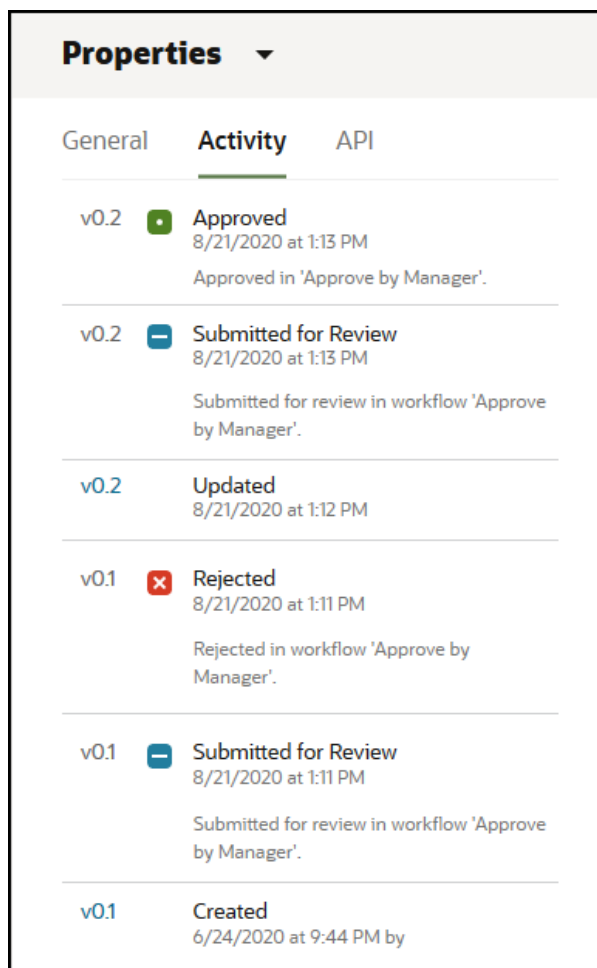 Properties
General Activity API
v0.2 Approved
8/21/2020 at 1:13 PM
Approved in 'Approve by Manager'.
v0.2 Submitted for Review
8/21/2020 at 1:13 PM
Submitted for review in workflow 'Approve
by Manager'.
v0.2 Updated
8/21/2020 at 1:12 PM
v0.1 Rejected
8/21/2020 at 1:11 PM
Rejected in workflow 'Approve by
Manager'.
v0.1 Submitted for Review
8/21/2020 at 1:11 PM
Submitted for review in workflow 'Approve
by Manager'.
v0.1 Created
6/24/2020 at 9:44 PM by